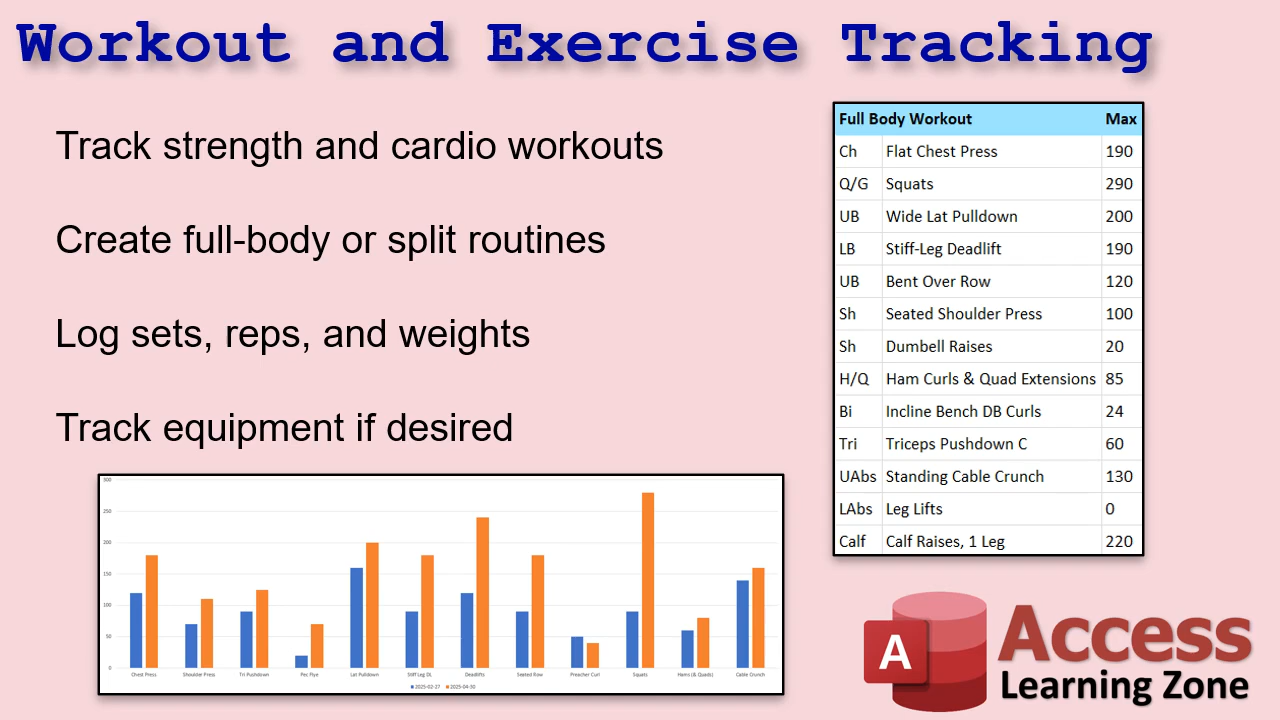 Workout and Exercise Tracking
Track strength and cardio workouts
Create full-body or split routines
Log sets, reps, and weights
Track equipment if desired
Full Body Workout Max
Ch Flat Chest Press 190
Q/G Squats 290
UB Wide Lat Pulldown 200
LB Stiff-Leg Deadlift 190
UB Bent Over Row 120
Sh Seated Shoulder Press 100
Sh Dumbell Raises 20
H/Q Ham Curls & Quad Extensions 85
Bi Incline Bench DB Curls 24
Tri Triceps Pushdown C 60
UAbs Standing Cable Crunch 130
LAbs Leg Lifts 0
Calf Calf Raises, 1 Leg 220
300
250
200
150
100
50
0
Chest Press Shoulder Press Tri Pushdown Pec Flye Lat Pulldown Stiff Leg DL Deadlifts Seated Row Preacher Curl Squats Hams (& Quads) Cable Crunch
2025-02-27 2025-04-30
A
Access
Learning Zone